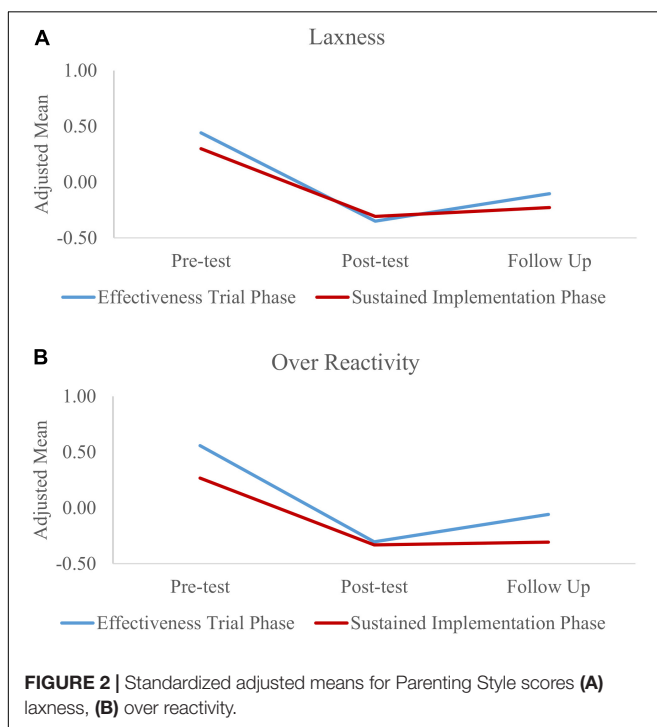 A
Laxness
1.00
0.50
0.00
-0.50
Adjusted Mean
Pre-test Post-test Follow Up
Effectiveness Trial Phase Sustained Implementation Phase
B
Over Reactivity
1.00
0.50
0.00
-0.50
Adjusted Mean
Pre-test Post-test Follow Up
Effectiveness Trial Phase Sustained Implementation Phase
FIGURE 2 | Standardized adjusted means for Parenting Style scores (A)
laxness, (B) over reactivity.